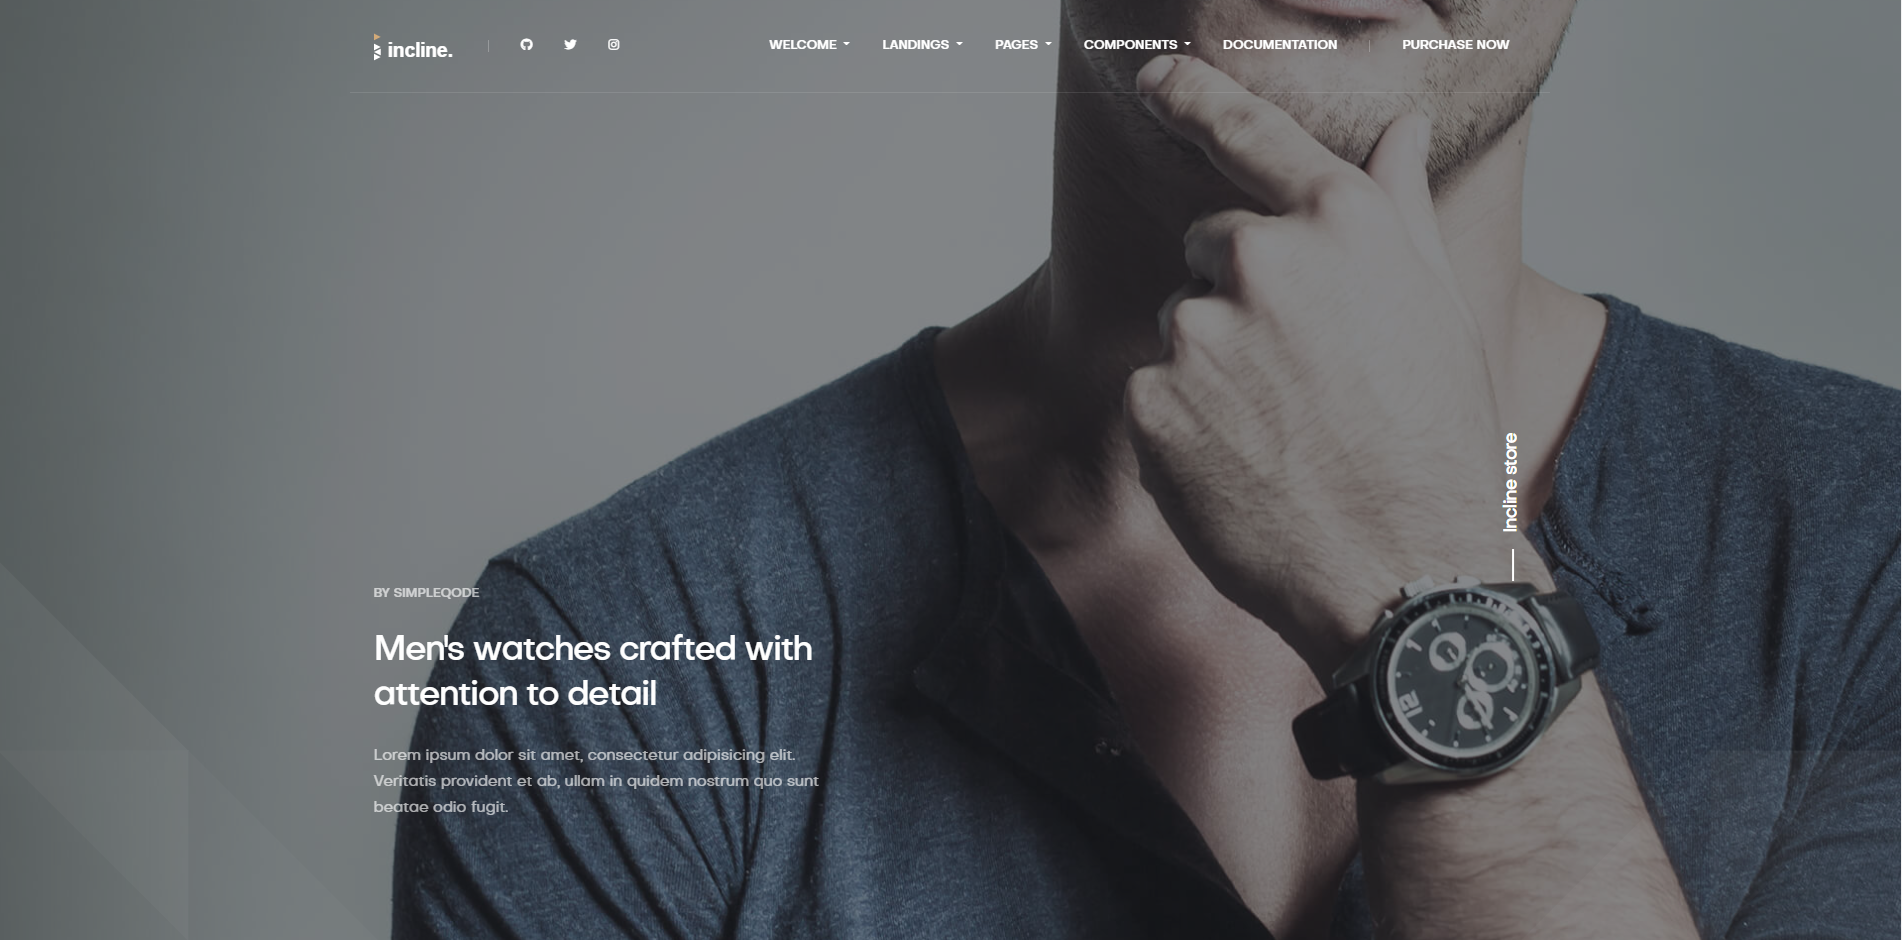 incline.
WELCOME
LANDINGS
PAGES
COMPONENTS
DOCUMENTATION
PURCHASE NOW
Incline store
BY SIMPLEQODE
Men's watches crafted with
attention to detail
Lorem ipsum dolor sit amet, consectetur adipisicing elit.
Veritatis provident et ab, ullam in quidem nostrum quo sunt
beatae odio fugit.
12